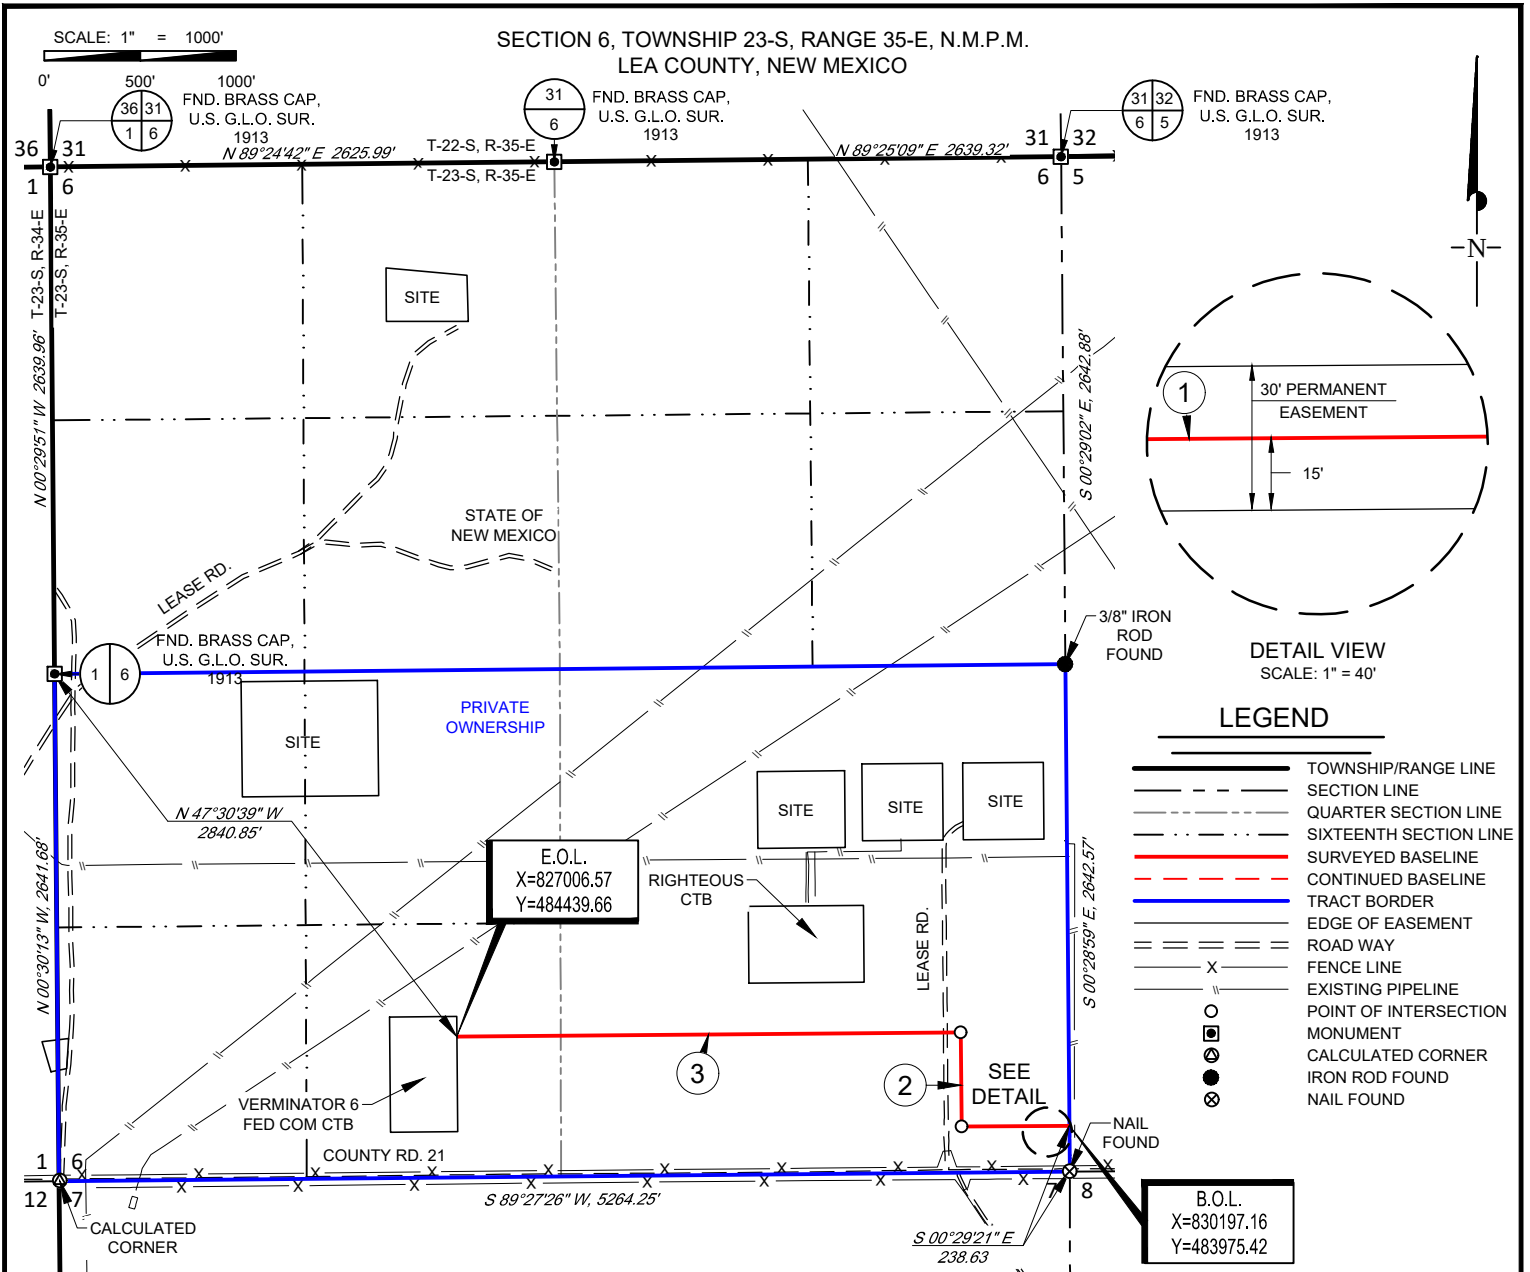 SCALE: 1" = 1000'
0' 500' 1000'
SECTION 6, TOWNSHIP 23-S, RANGE 35-E, N.M.P.M.
LEA COUNTY, NEW MEXICO
36 31
1 6
FND. BRASS CAP,
U.S. G.L.O. SUR.
1913
31
6
FND. BRASS CAP,
U.S. G.L.O. SUR.
1913
31 32
6 5
FND. BRASS CAP,
U.S. G.L.O. SUR.
1913
36 31
1 6
N 89°24'42" E 2625.99'
T-22-S, R-35-E
T-23-S, R-35-E
N 89°25'09" E 2639.32'
31 32
6 5
T-23-S, R-34-E
T-23-S, R-35-E
N 00°29'51" W 2639.96'
SITE
S 00°29'02" E, 2642.88'
N
1
30' PERMANENT
EASEMENT
15'
DETAIL VIEW
SCALE: 1" = 40'
STATE OF
NEW MEXICO
LEASE RD.
1 6
FND. BRASS CAP,
U.S. G.L.O. SUR.
1913
3/8" IRON
ROD
FOUND
PRIVATE
OWNERSHIP
SITE
SITE
SITE
SITE
N 47°30'39" W
2840.85'
E.O.L.
X=827006.57
Y=484439.66
RIGHTEOUS
CTB
LEASE RD.
N 00°30'13" W, 2641.68'
S 00°28'59" E, 2642.57'
LEGEND
TOWNSHIP/RANGE LINE
SECTION LINE
QUARTER SECTION LINE
SIXTEENTH SECTION LINE
SURVEYED BASELINE
CONTINUED BASELINE
TRACT BORDER
EDGE OF EASEMENT
ROAD WAY
X FENCE LINE
EXISTING PIPELINE
POINT OF INTERSECTION
MONUMENT
CALCULATED CORNER
IRON ROD FOUND
NAIL FOUND
3
2
SEE
DETAIL
VERMINATOR 6
FED COM CTB
NAIL
FOUND
COUNTY RD. 21
1 6
12 7
CALCULATED
CORNER
S 89°27'26" W, 5264.25'
7 8
S 00°29'21" E
238.63
B.O.L.
X=830197.16
Y=483975.42